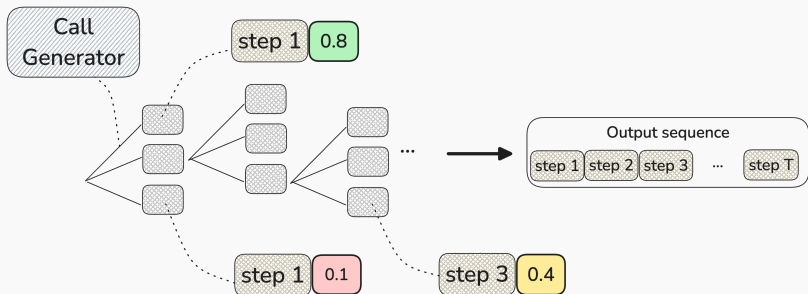 Call
Generator
step 1 0.8
...
Output sequence
step 1 step 2 step 3 ... step T
step 1 0.1
step 3 0.4